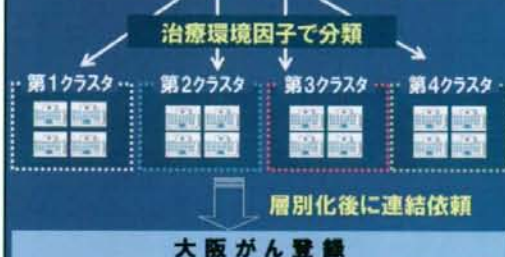 治療環境因子で分類
第1クラスタ 第2クラスタ 第3クラスタ 第4クラスタ
層別化後に連結依頼
大阪がん登録